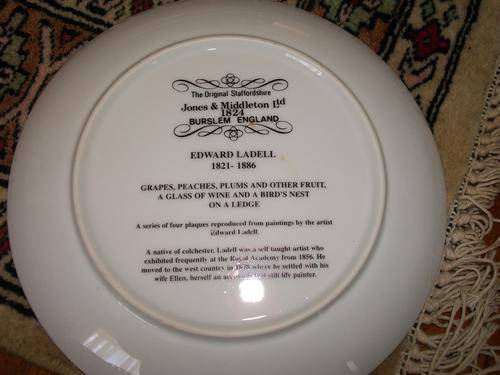 The Original Staffordshire
Jones & Middleton Ltd
1824
BURSLEM ENGLAND
EDWARD LADELL
1821- 1886
GRAPES, PEACHES, PLUMS AND OTHER FRUIT,
A GLASS OF WINE AND A BIRD'S NEST
ON A LEDGE
A series of four plaques reproduced from paintings by the artist
Edward Ladell.
A native of colchester. Ladell was a self taught artist who
exhibited frequently at the Royal Academy from 1856. He
moved to the west country in 1878 where he settled with his
wife Ellen, herself an still life painter.